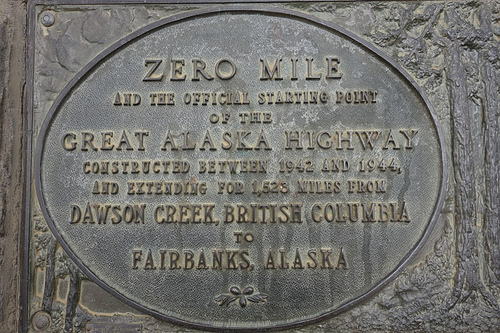 ZERO MILE
AND THE OFFICIAL STARTING POINT
OF THE
GREAT ALASKA HIGHWAY
CONSTRUCTED BETWEEN 1942 AND 1944,
AND EXTENDING FOR 1,523 MILES FROM
DAWSON CREEK, BRITISH COLUMBIA
TO
FAIRBANKS, ALASKA